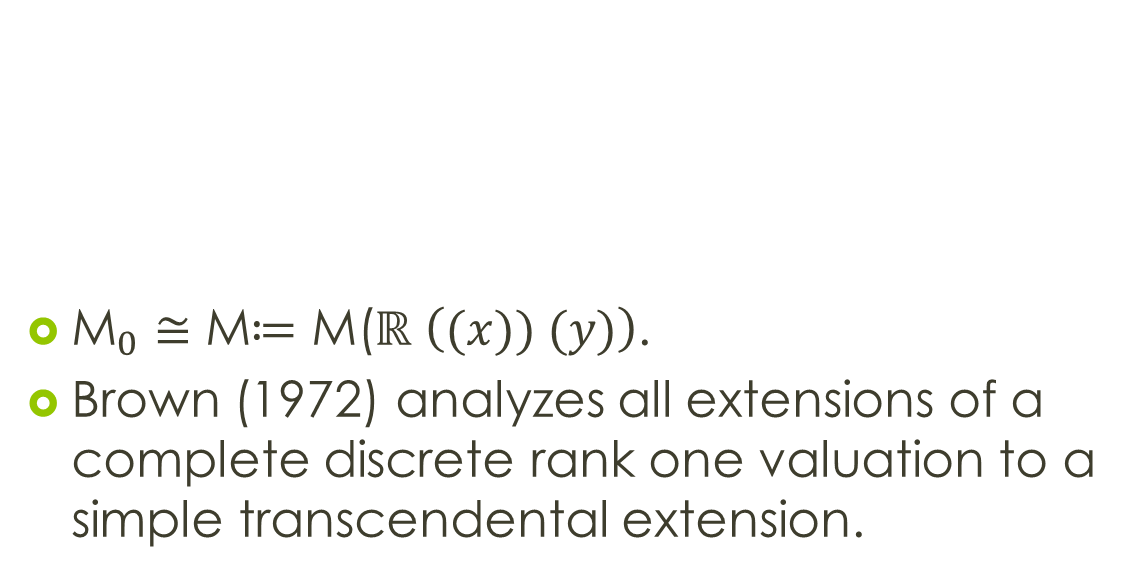 M₀ ≅ M≔ M(ℝ ((x)) (y)).
Brown (1972) analyzes all extensions of a
complete discrete rank one valuation to a
simple transcendental extension.